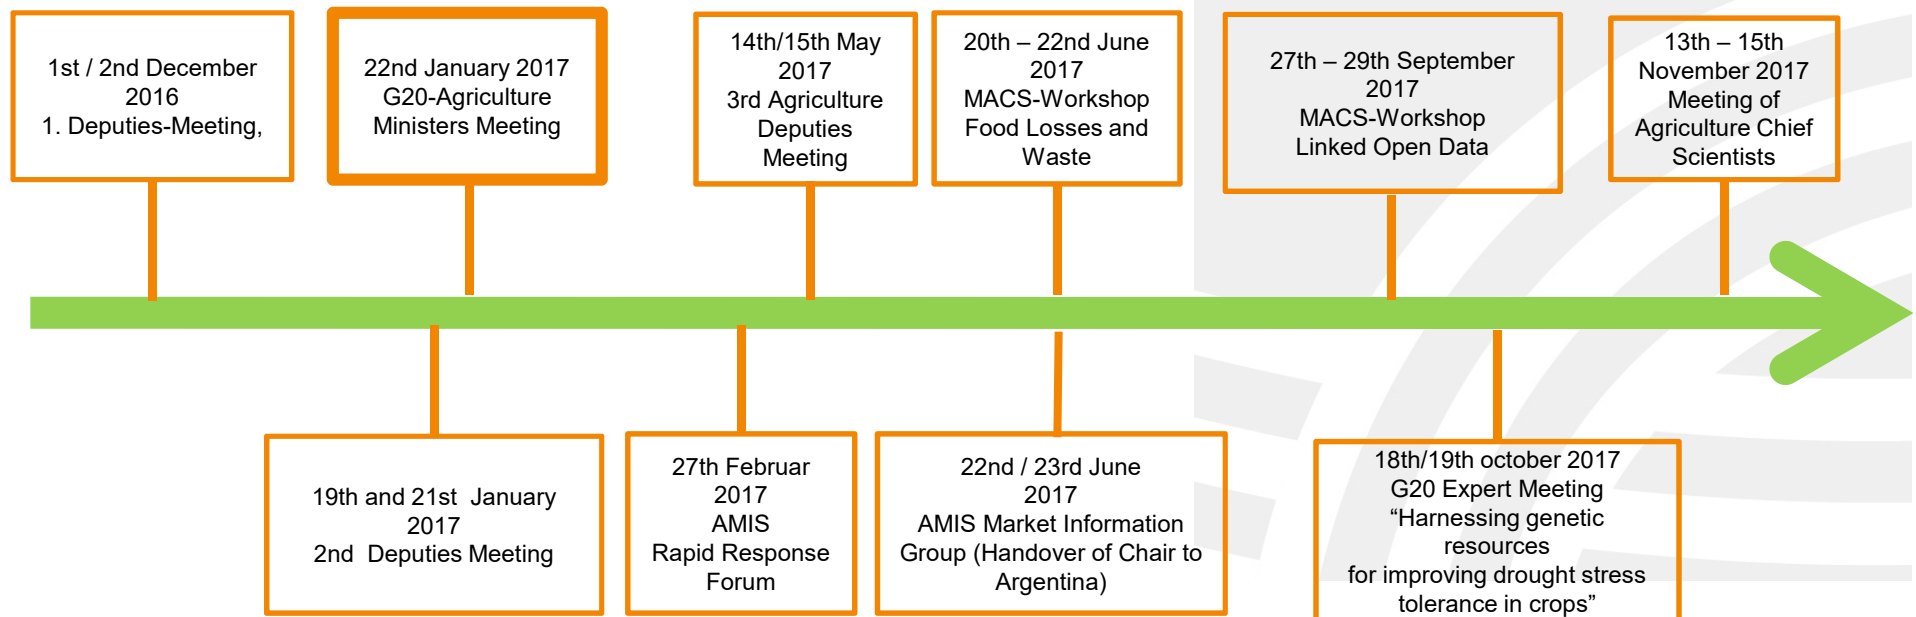 1st / 2nd December
2016
1. Deputies-Meeting,
22nd January 2017
G20-Agriculture
Ministers Meeting
14th/15th May
2017
3rd Agriculture
Deputies
Meeting
20th – 22nd June
2017
MACS-Workshop
Food Losses and
Waste
27th – 29th September
2017
MACS-Workshop
Linked Open Data
13th – 15th
November 2017
Meeting of
Agriculture Chief
Scientists
19th and 21st  January
2017
2nd  Deputies Meeting
27th Februar
2017
AMIS
Rapid Response
Forum
22nd / 23rd June
2017
AMIS Market Information
Group (Handover of Chair to
Argentina)
18th/19th october 2017
G20 Expert Meeting
“Harnessing genetic
resources
for improving drought stress
tolerance in crops”